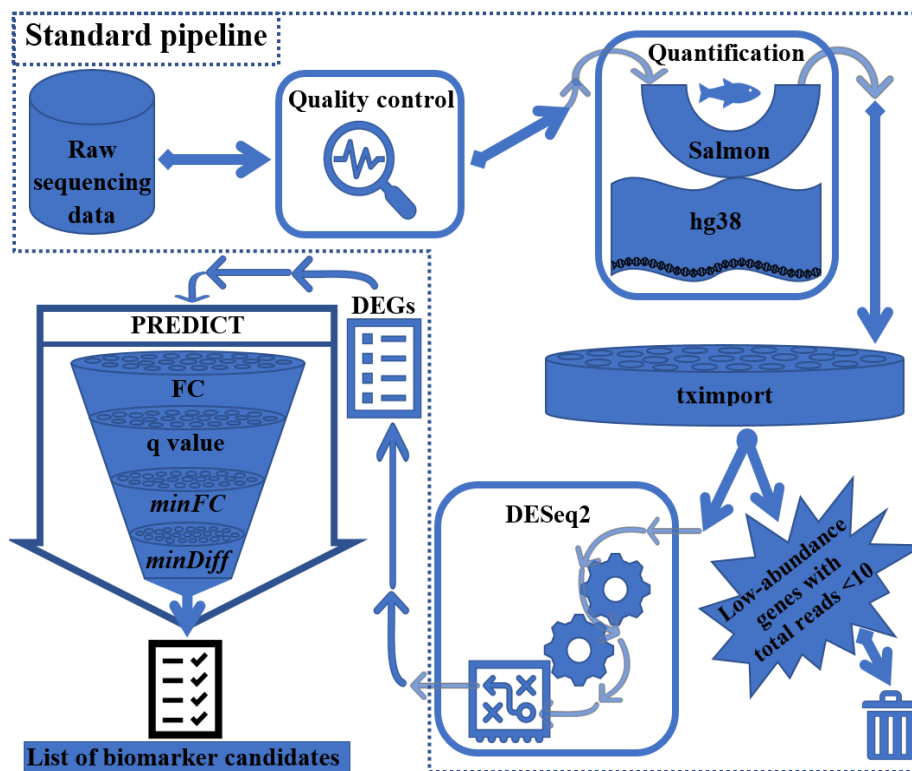 Standard pipeline
Raw
sequencing
data
Quality control
Quantification
Salmon
hg38
tximport
Low-abundance
genes with
total reads <10
DESeq2
DEGs
PREDICT
FC
q value
minFC
minDiff
List of biomarker candidates